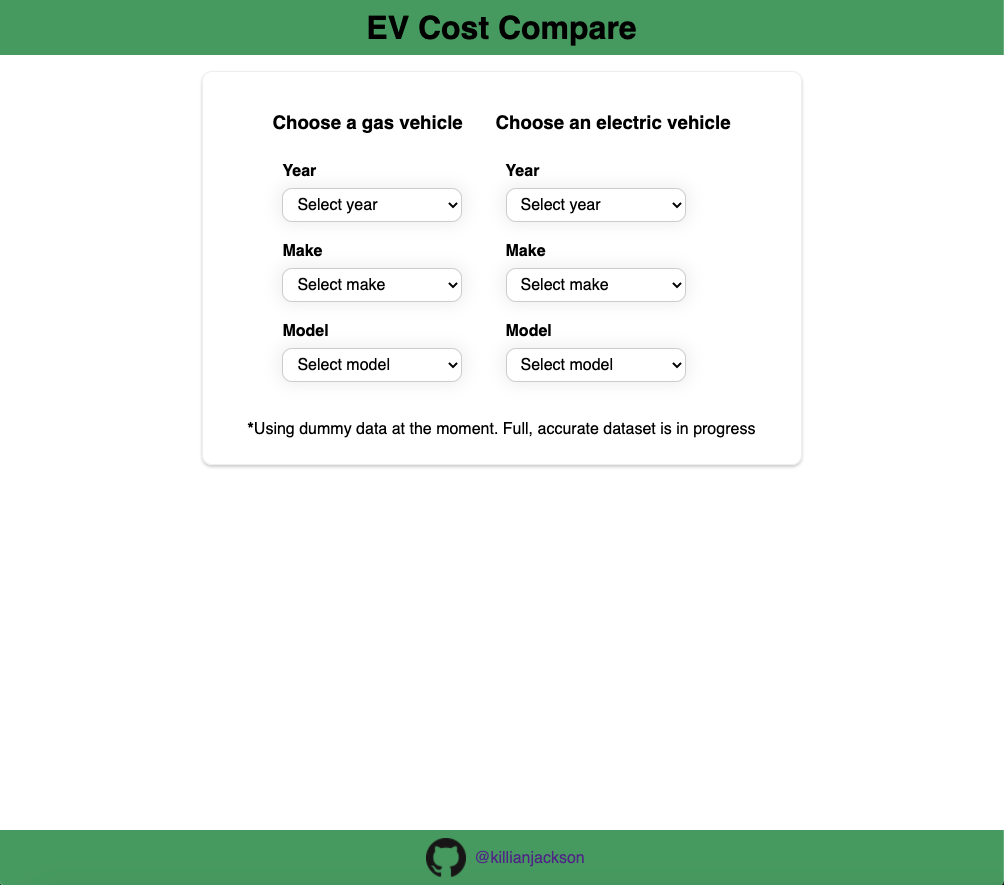 EV Cost Compare
Choose a gas vehicle
Year
Select year
Make
Select make
Model
Select model
Choose an electric vehicle
Year
Select year
Make
Select make
Model
Select model
*Using dummy data at the moment. Full, accurate dataset is in progress
@killianjackson